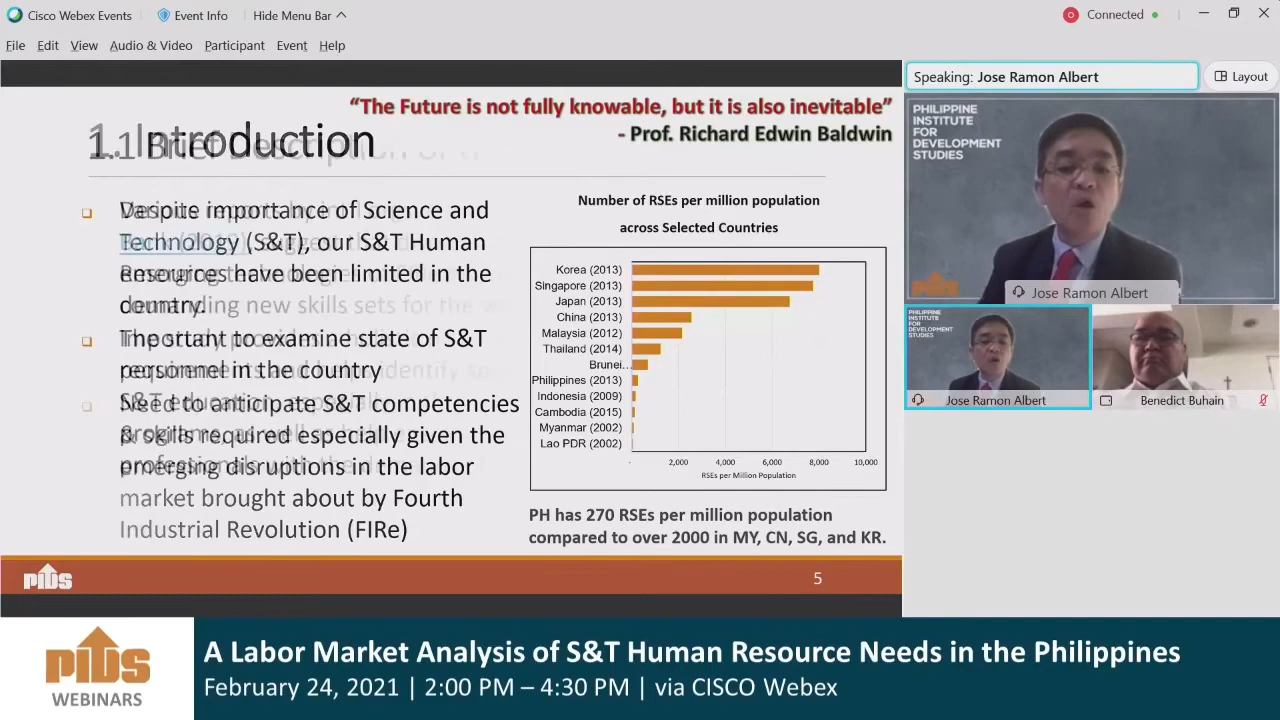 Cisco Webex Events
Event Info
Hide Menu Bar
Connected
File Edit View Audio & Video Participant Event Help
Speaking: Jose Ramon Albert
Layout
“The Future is not fully knowable, but it is also inevitable”
- Prof. Richard Edwin Baldwin
1. Introduction
Despite importance of Science and
Technology (S&T), our S&T Human
Resources have been limited in the
country.
Important to examine state of S&T
personnel in the country
Need to anticipate S&T competencies
& skills required especially given the
emerging disruptions in the labor
market brought about by Fourth
Industrial Revolution (FIRe)
Number of RSEs per million population
across Selected Countries
Korea (2013)
Singapore (2013)
Japan (2013)
China (2013)
Malaysia (2012)
Thailand (2014)
Brunei...
Philippines (2013)
Indonesia (2009)
Cambodia (2015)
Myanmar (2002)
Lao PDR (2002)
- 2,000 4,000 6,000 8,000 10,000
RSEs per Million Population
PH has 270 RSEs per million population
compared to over 2000 in MY, CN, SG, and KR.
PIDS
5
PHILIPPINE
INSTITUTE
FOR
DEVELOPMENT
STUDIES
Jose Ramon Albert
PHILIPPINE
INSTITUTE
FOR
DEVELOPMENT
STUDIES
Jose Ramon Albert
Benedict Buhain
PIDS
WEBINARS
A Labor Market Analysis of S&T Human Resource Needs in the Philippines
February 24, 2021 | 2:00 PM – 4:30 PM | via CISCO Webex